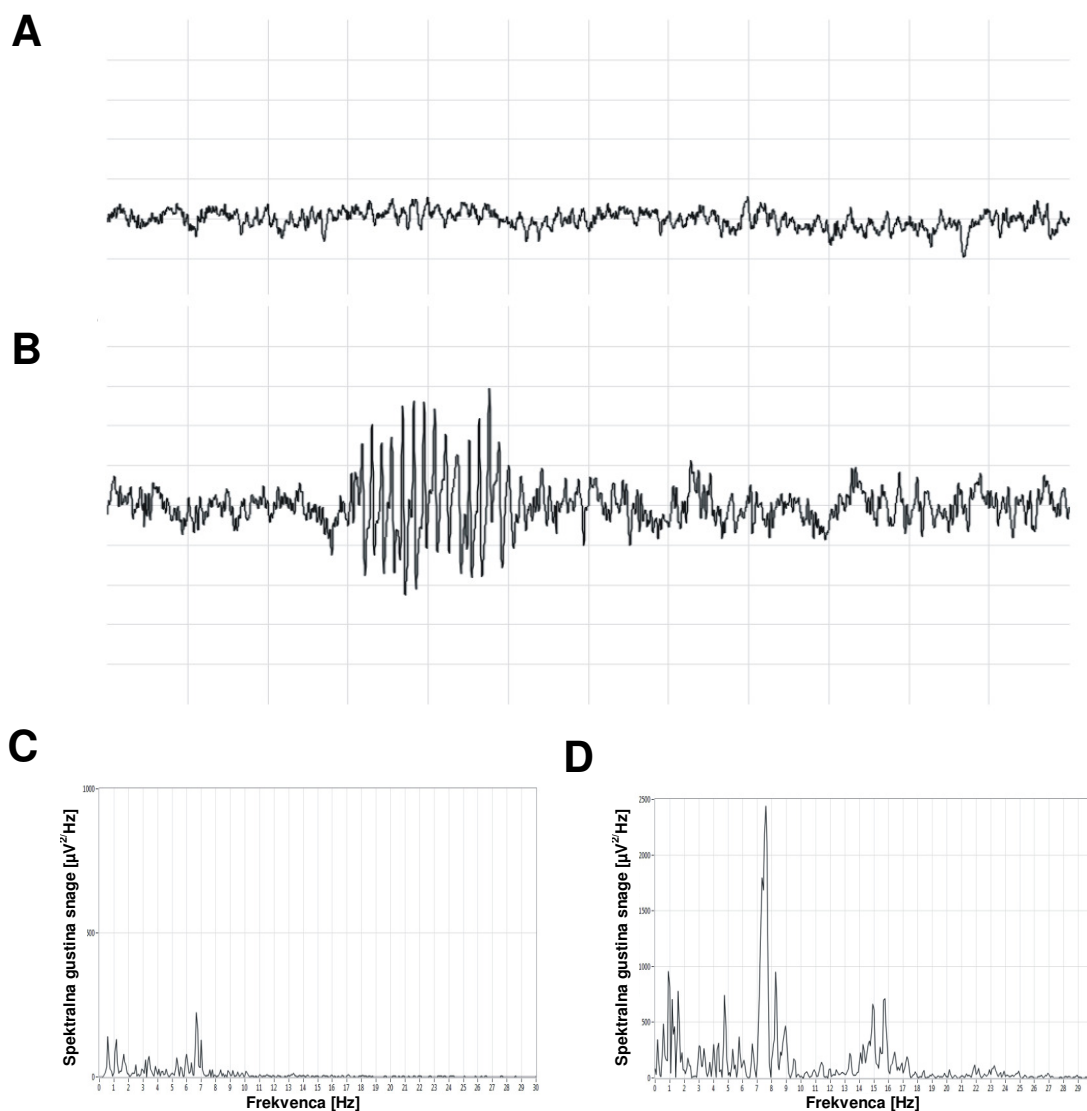 A
B
C
D
Spektralna gustina snage [µV²/Hz]
1000
500
0
0 1 2 3 4 5 6 7 8 9 10 11 12 13 14 15 16 17 18 19 20 21 22 23 24 25 26 27 28 29 30
Frekvenca [Hz]
Spektralna gustina snage [µV²/Hz]
2500
2000
1500
1000
500
0
0 1 2 3 4 5 6 7 8 9 10 11 12 13 14 15 16 17 18 19 20 21 22 23 24 25 26 27 28 29
Frekvenca [Hz]